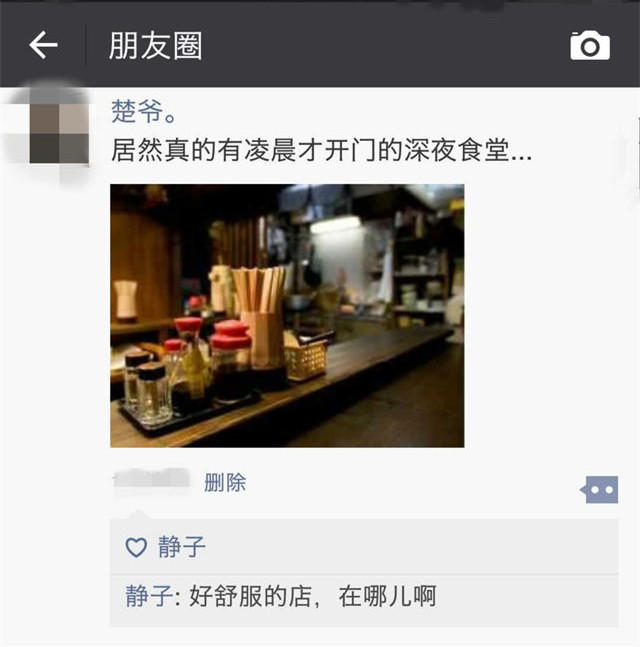 朋友圈
楚爷。
居然真的有凌晨才开门的深夜食堂...
删除
静子
静子: 好舒服的店，在哪儿啊